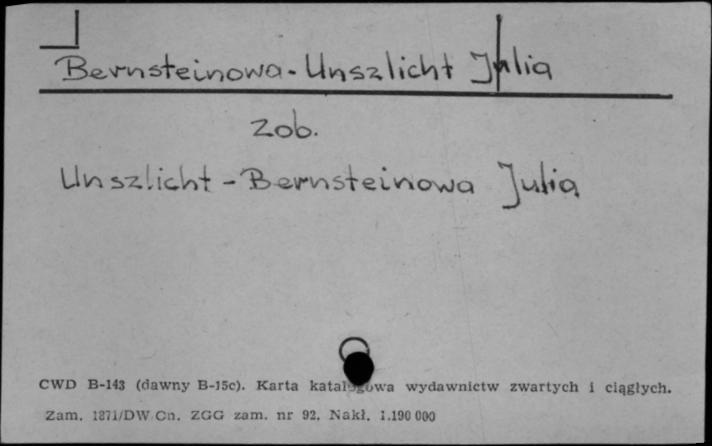 Bernsteinowa-Unszlicht Julia
Zob.
Unszlicht-Bernsteinowa Julia
CWD B-143 (dawny B-15c). Karta katalogowa wydawnictw zwartych i ciągłych.
Zam. 1871/DW Cn. ZGG zam. nr 92. Nakł. 1.190 000